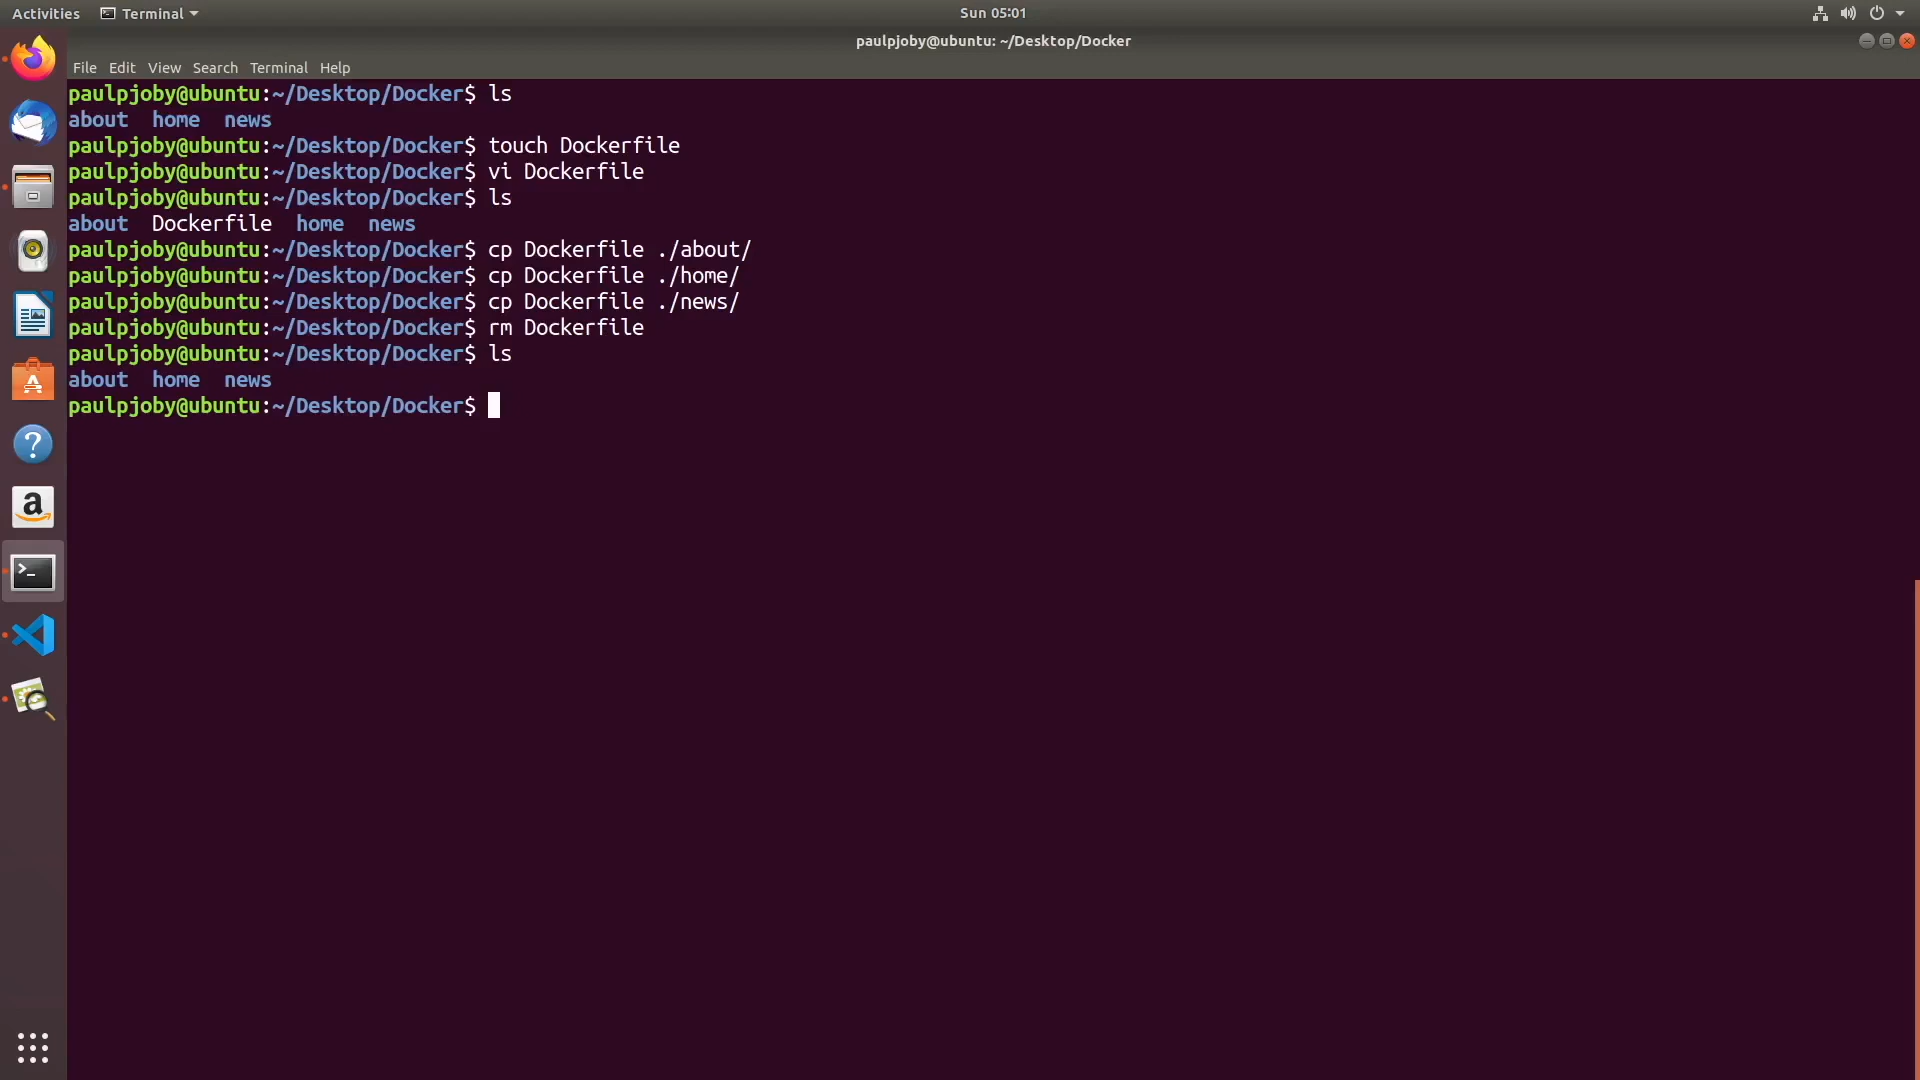 Activities Terminal Sun 05:01
paulpjoby@ubuntu: ~/Desktop/Docker
File Edit View Search Terminal Help
paulpjoby@ubuntu:~/Desktop/Docker$ ls
about home news
paulpjoby@ubuntu:~/Desktop/Docker$ touch Dockerfile
paulpjoby@ubuntu:~/Desktop/Docker$ vi Dockerfile
paulpjoby@ubuntu:~/Desktop/Docker$ ls
about Dockerfile home news
paulpjoby@ubuntu:~/Desktop/Docker$ cp Dockerfile ./about/
paulpjoby@ubuntu:~/Desktop/Docker$ cp Dockerfile ./home/
paulpjoby@ubuntu:~/Desktop/Docker$ cp Dockerfile ./news/
paulpjoby@ubuntu:~/Desktop/Docker$ rm Dockerfile
paulpjoby@ubuntu:~/Desktop/Docker$ ls
about home news
paulpjoby@ubuntu:~/Desktop/Docker$